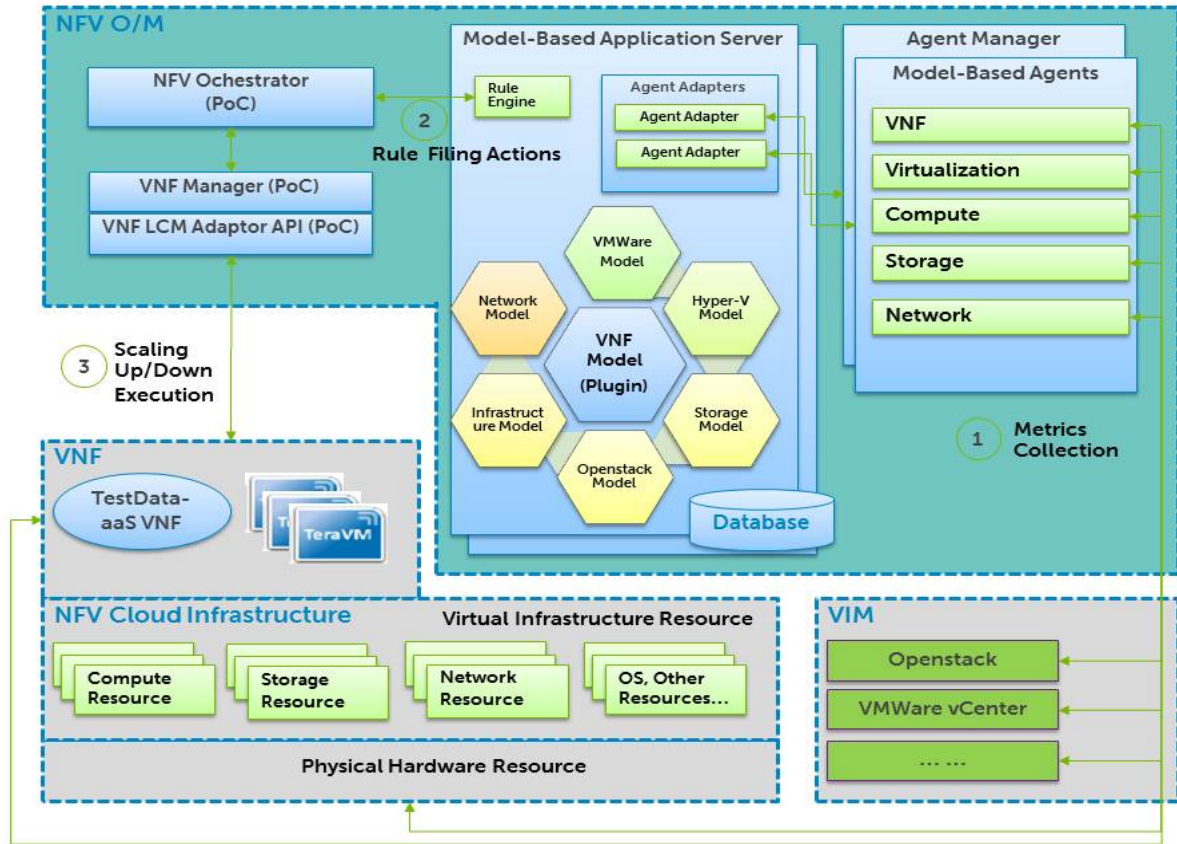 NFV O/M
NFV Ochestrator
(PoC)
VNF Manager (PoC)
VNF LCM Adaptor API (PoC)
2
Rule Filing Actions
Model-Based Application Server
Rule
Engine
Agent Adapters
Agent Adapter
Agent Adapter
VMWare
Model
Network
Model
Hyper-V
Model
VNF
Model
(Plugin)
Infrastruct
ure Model
Storage
Model
Openstack
Model
Database
Agent Manager
Model-Based Agents
VNF
Virtualization
Compute
Storage
Network
1
Metrics
Collection
3
Scaling
Up/Down
Execution
VNF
TestData-
aaS VNF
TeraVM
NFV Cloud Infrastructure
Virtual Infrastructure Resource
Compute
Resource
Storage
Resource
Network
Resource
OS, Other
Resources...
Physical Hardware Resource
VIM
Openstack
VMWare vCenter
... ...